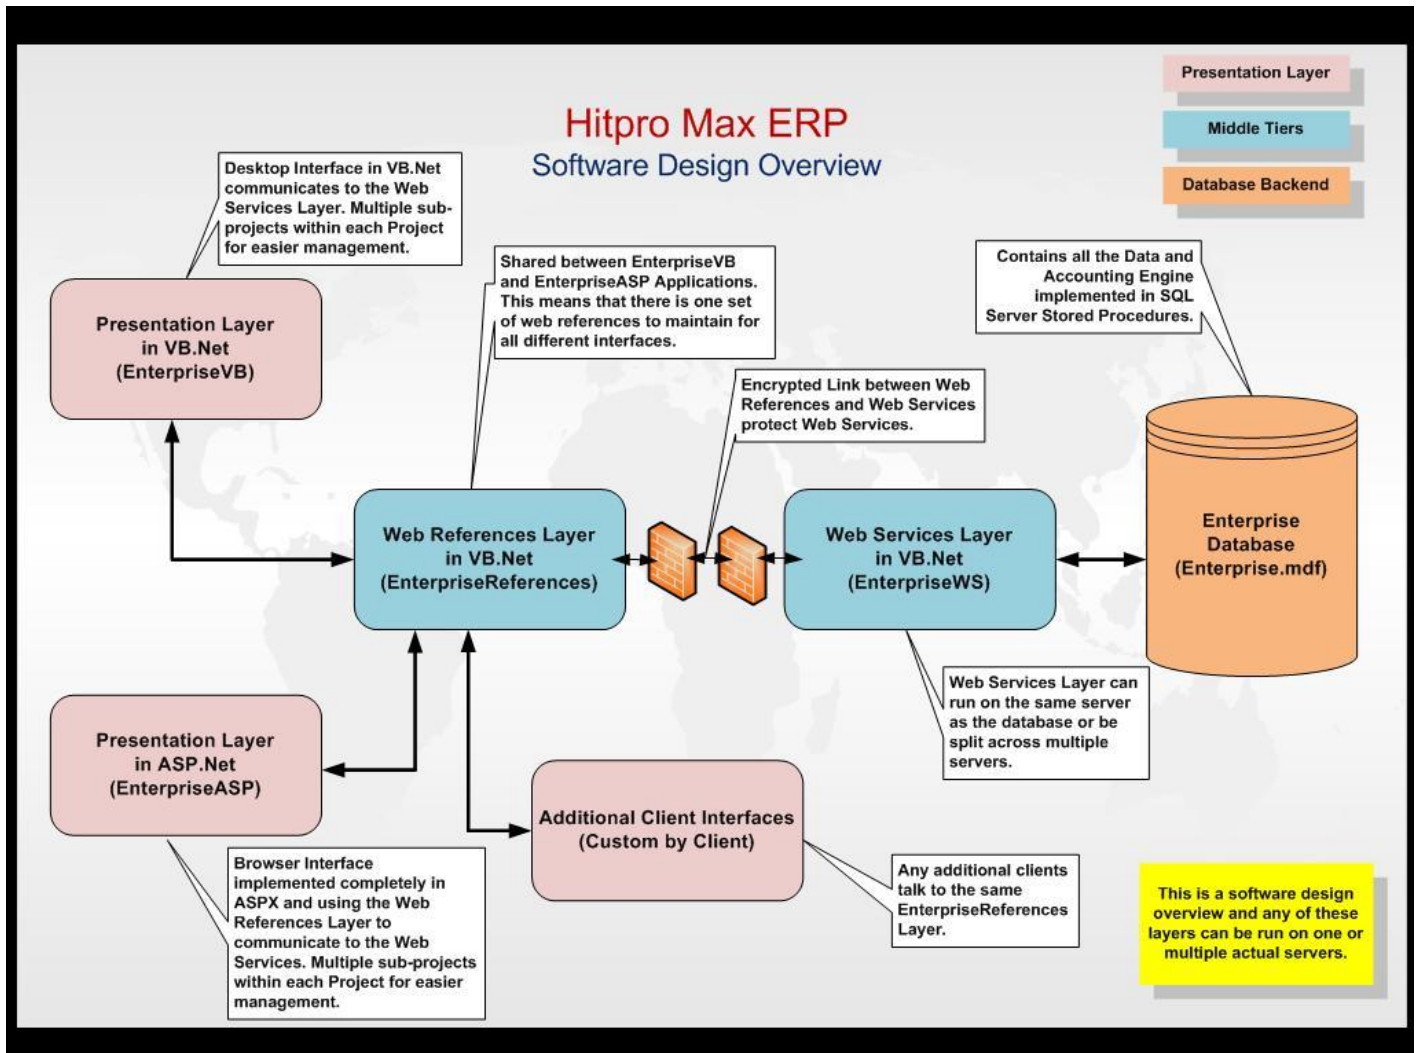 Presentation Layer
Middle Tiers
Database Backend
Hitpro Max ERP
Software Design Overview
Desktop Interface in VB.Net
communicates to the Web
Services Layer. Multiple sub-
projects within each Project
for easier management.
Shared between EnterpriseVB
and EnterpriseASP Applications.
This means that there is one set
of web references to maintain for
all different interfaces.
Contains all the Data and
Accounting Engine
implemented in SQL
Server Stored Procedures.
Presentation Layer
in VB.Net
(EnterpriseVB)
Encrypted Link between Web
References and Web Services
protect Web Services.
Web References Layer
in VB.Net
(EnterpriseReferences)
Web Services Layer
in VB.Net
(EnterpriseWS)
Enterprise
Database
(Enterprise.mdf)
Web Services Layer can
run on the same server
as the database or be
split across multiple
servers.
Presentation Layer
in ASP.Net
(EnterpriseASP)
Additional Client Interfaces
(Custom by Client)
Browser Interface
implemented completely in
ASPX and using the Web
References Layer to
communicate to the Web
Services. Multiple sub-projects
within each Project for easier
management.
Any additional clients
talk to the same
EnterpriseReferences
Layer.
This is a software design
overview and any of these
layers can be run on one or
multiple actual servers.